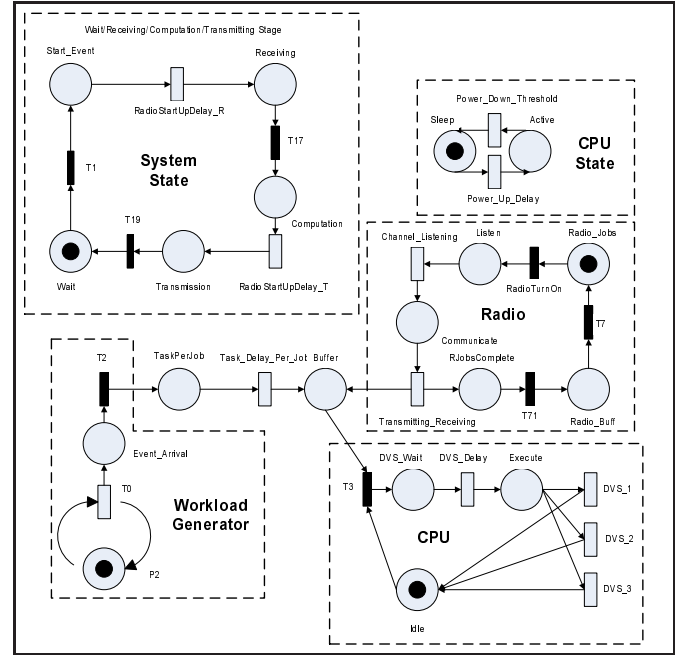 Wait/Receiving/Computation/Transmitting Stage
Start_Event
Receiving
RadioStartUpDelay_R
T17
System
State
T1
Computation
T19
Wait
Transmission
RadioStartUpDelay_T
Power_Down_Threshold
Sleep
Active
CPU
State
Power_Up_Delay
Channel_Listening
Listen
Radio_Jobs
RadioTurnOn
Radio
T7
Communicate
RJobsComplete
Transmitting_Receiving
T71
Radio_Buff
T2
TaskPerJob
Task_Delay_Per_Jot
Buffer
Event_Arrival
T0
Workload
Generator
P2
DVS_Wait
DVS_Delay
Execute
T3
DVS_1
CPU
DVS_2
DVS_3
Idle